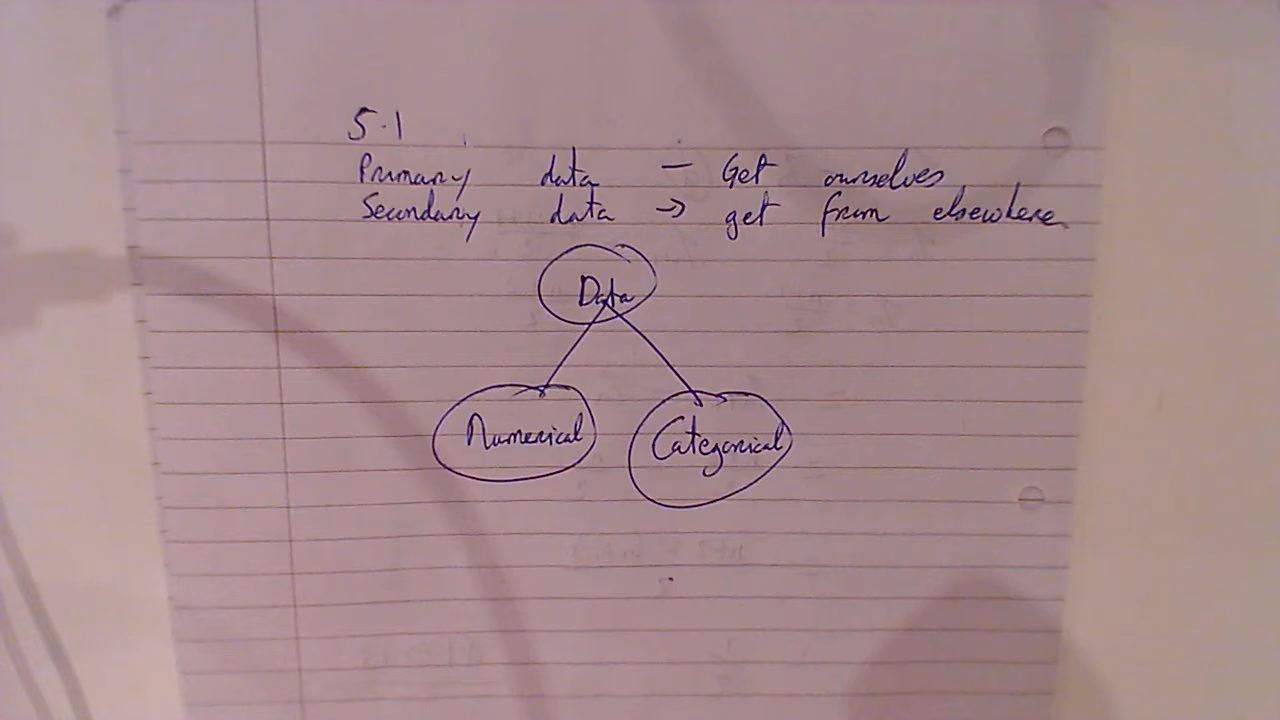 5.1
Primary data — Get ourselves
Secondary data → get from elsewhere
Data
Numerical Categorical